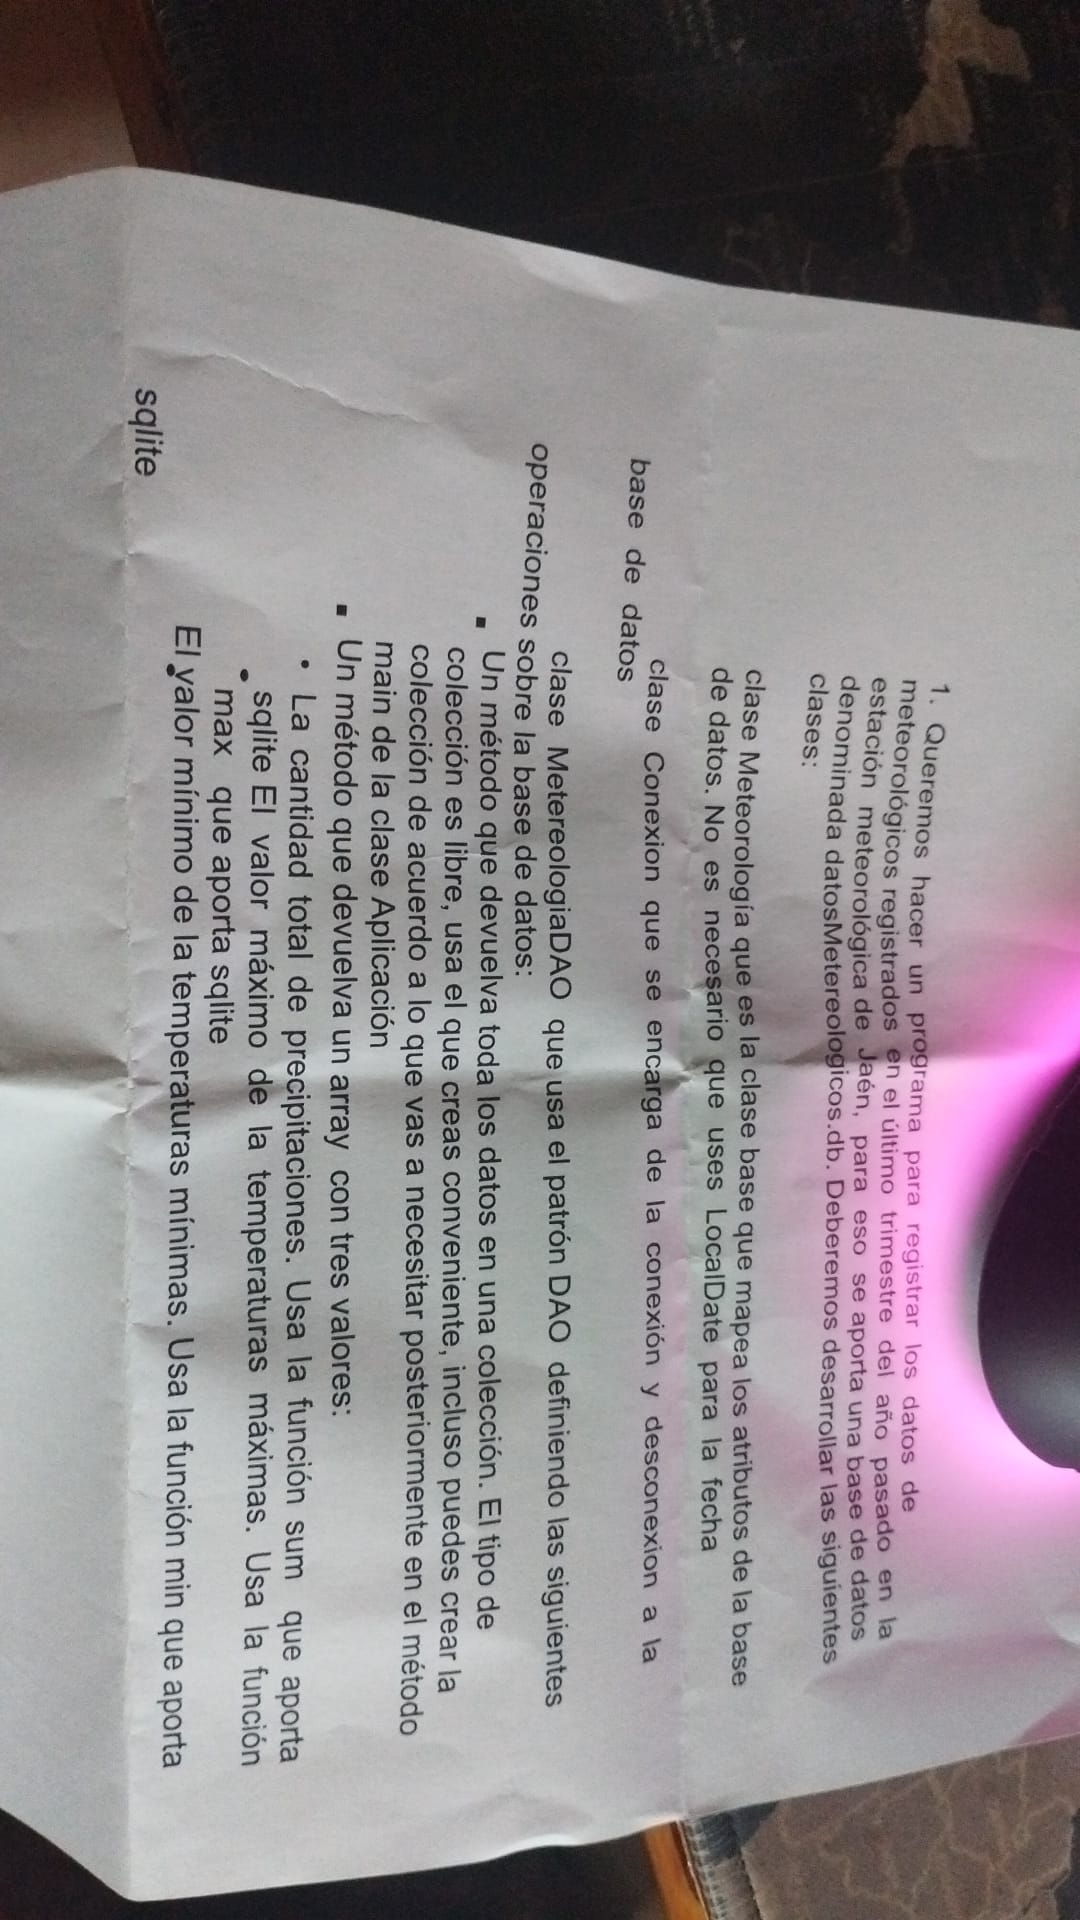 1. Queremos hacer un programa para registrar los datos de
meteorológicos registrados en el último trimestre del año pasado en la
estación meteorológica de Jaén, para eso se aporta una base de datos
denominada datosMetereologicos.db. Deberemos desarrollar las siguientes
clases:
clase Meteorología que es la clase base que mapea los atributos de la base
de datos. No es necesario que uses LocalDate para la fecha
clase Conexion que se encarga de la conexión y desconexion a la
base de datos
clase MetereologiaDAO que usa el patrón DAO definiendo las siguientes
operaciones sobre la base de datos:
▪ Un método que devuelva toda los datos en una colección. El tipo de
colección es libre, usa el que creas conveniente, incluso puedes crear la
colección de acuerdo a lo que vas a necesitar posteriormente en el método
main de la clase Aplicación
▪ Un método que devuelva un array con tres valores:
• La cantidad total de precipitaciones. Usa la función sum que aporta
• sqlite El valor máximo de la temperaturas máximas. Usa la función
max que aporta sqlite
• El valor mínimo de la temperaturas mínimas. Usa la función min que aporta
sqlite